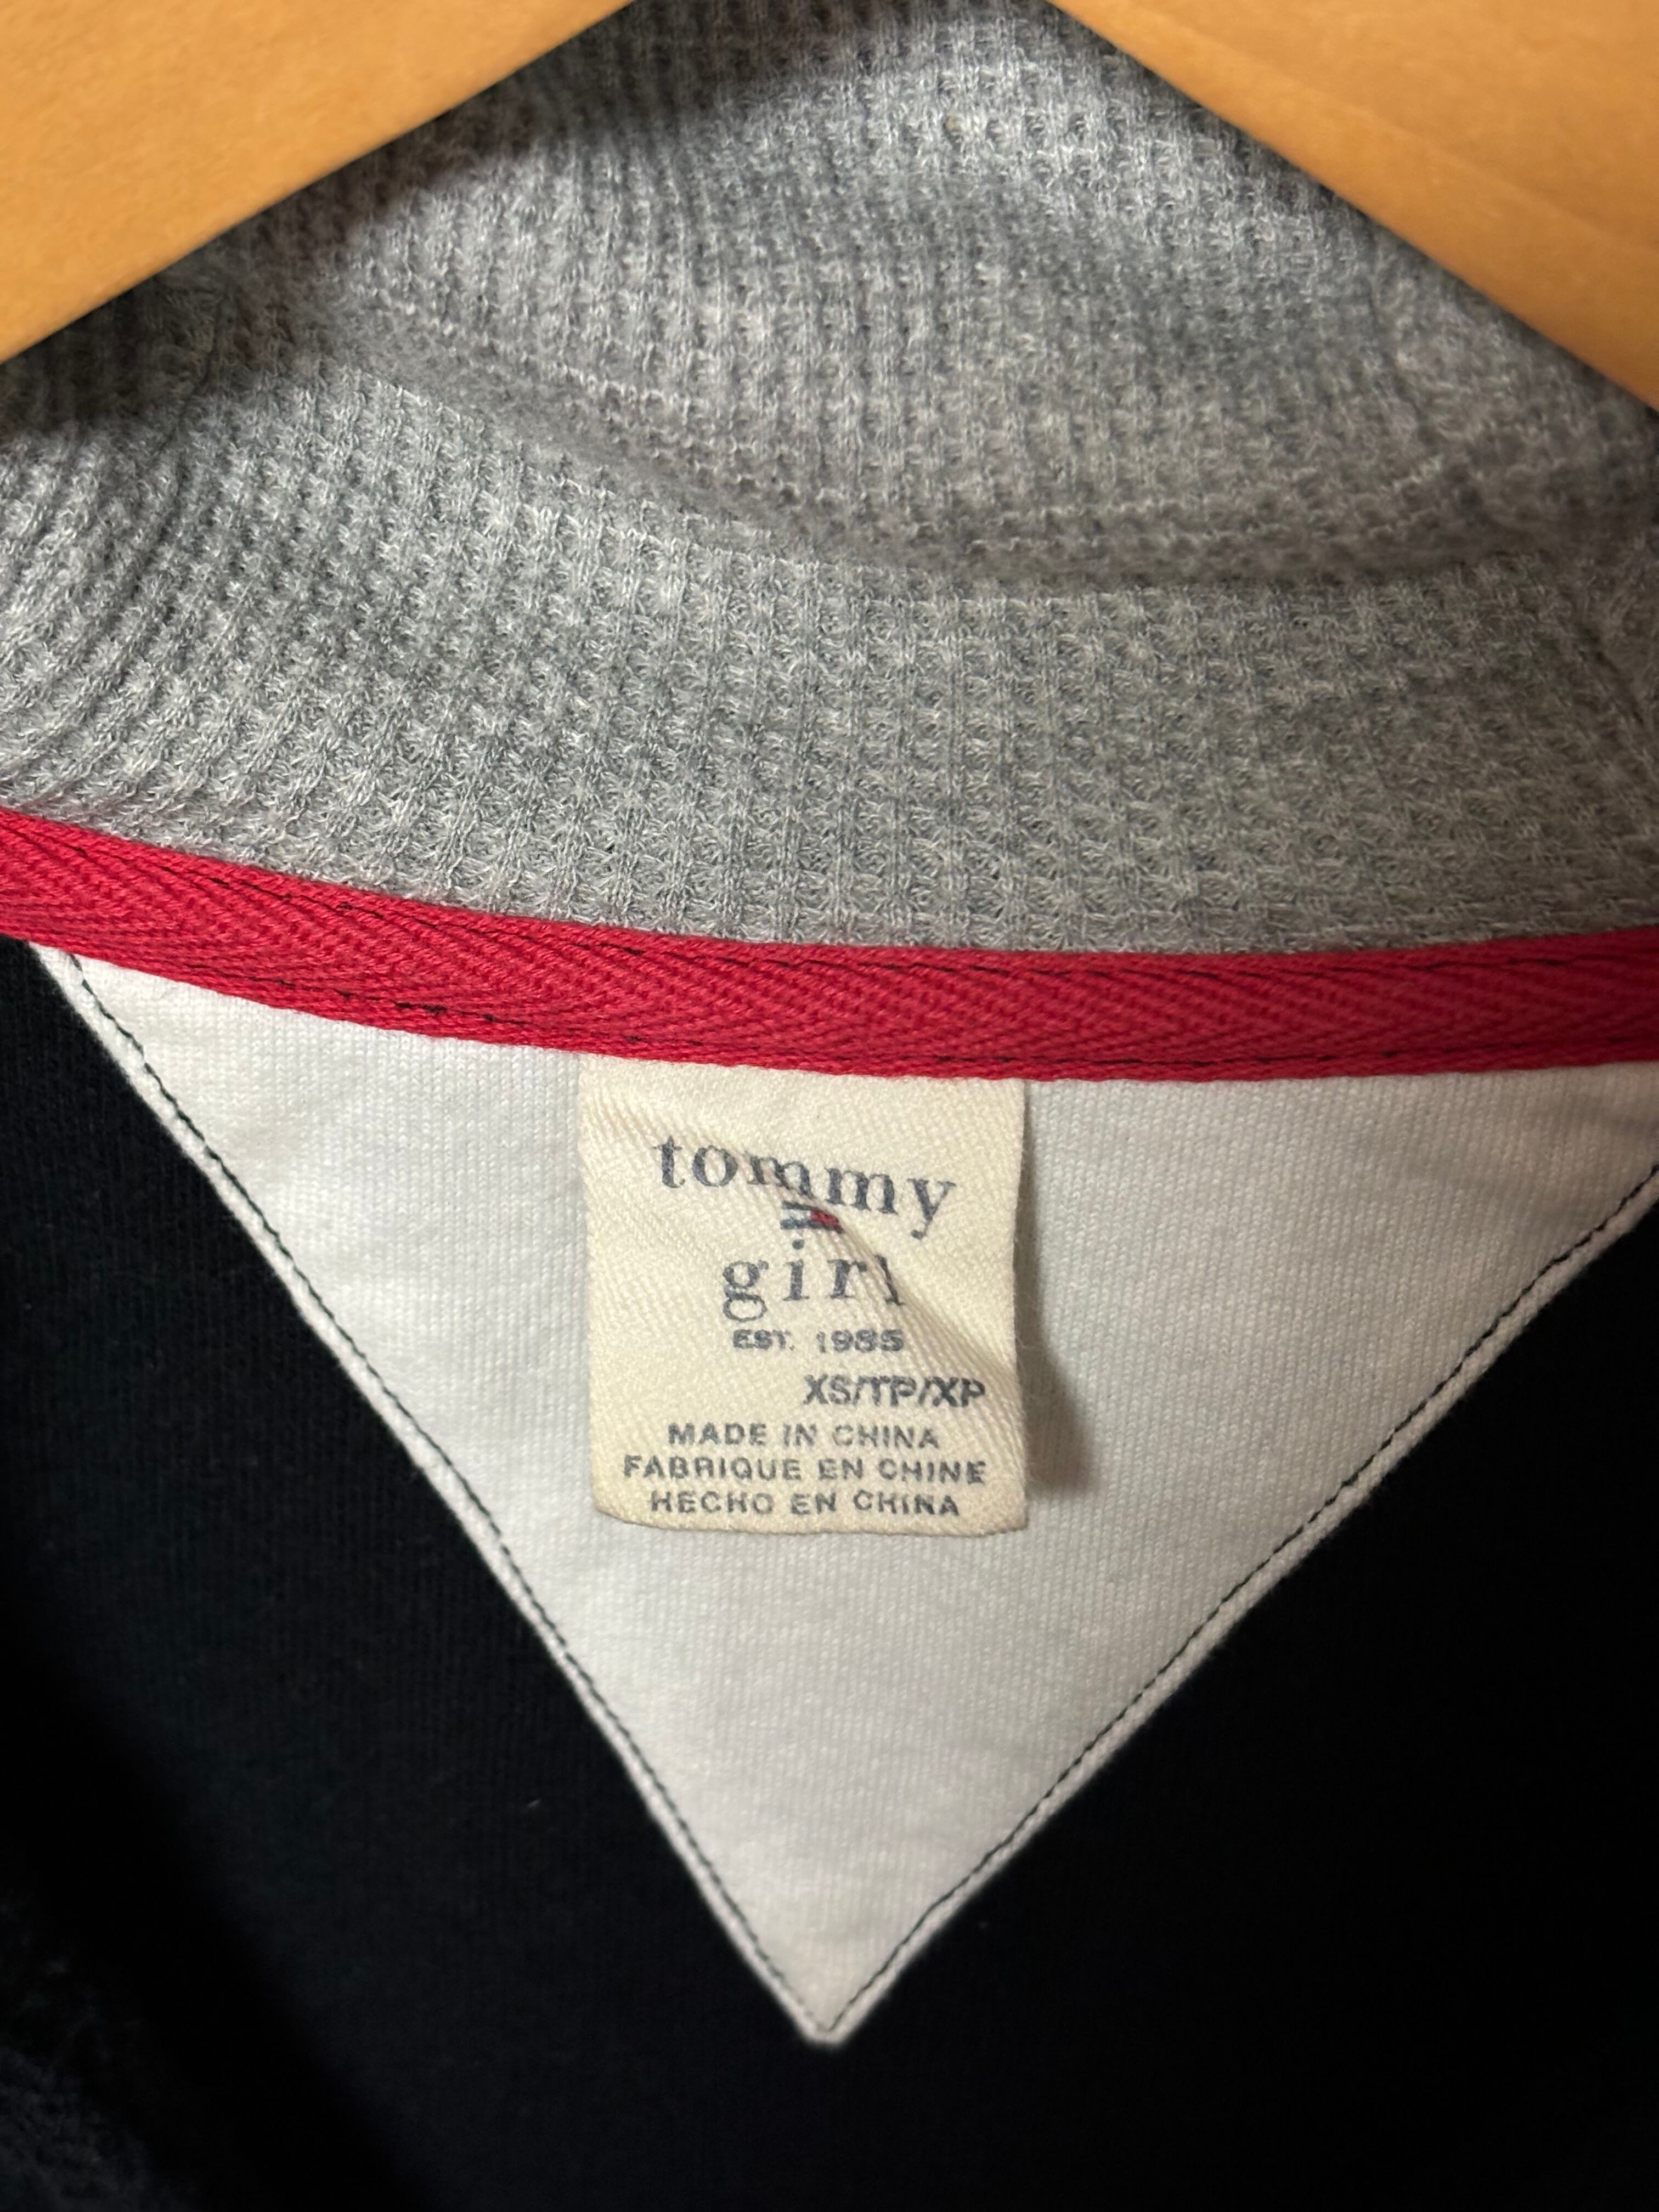 tommy
girl
EST. 1985
XS/TP/XP
MADE IN CHINA
FABRIQUE EN CHINE
HECHO EN CHINA